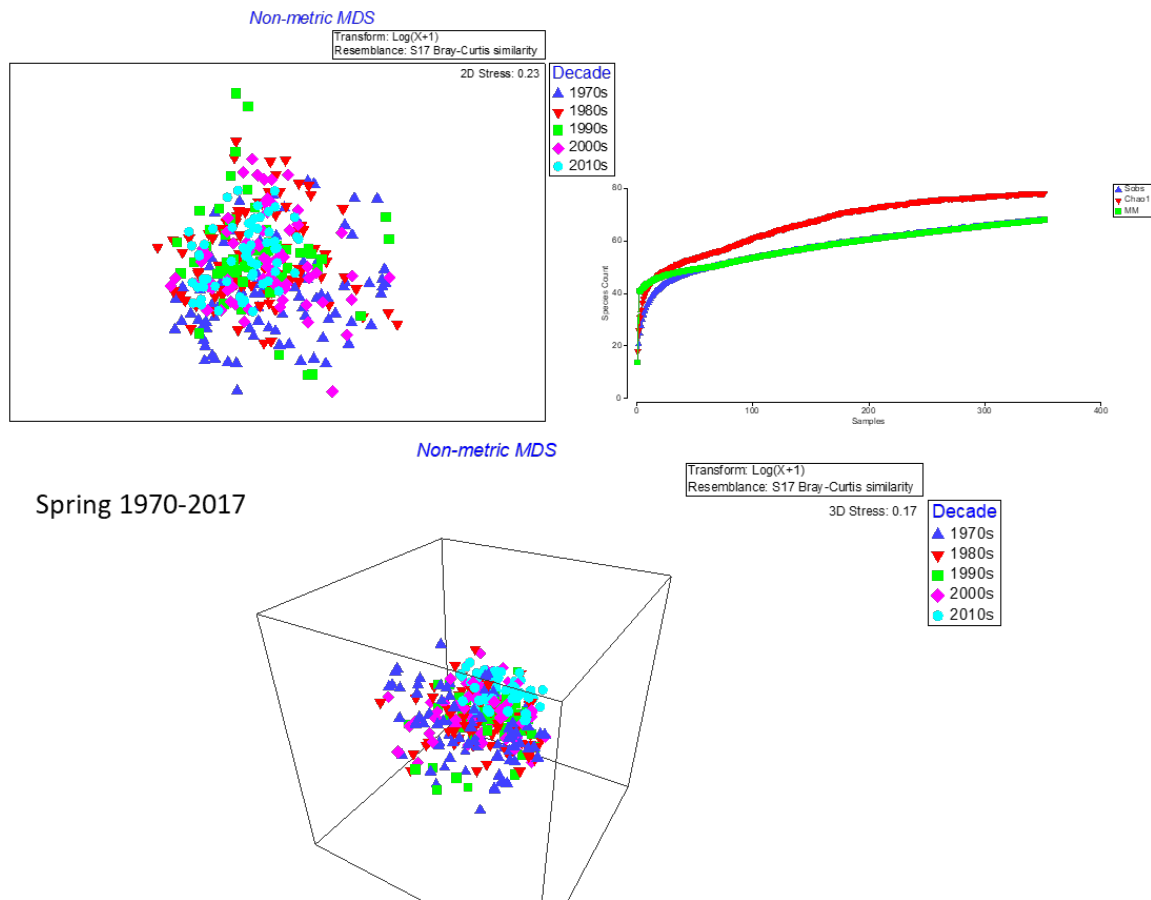 Non-metric MDS
Transform: Log(X+1)
Resemblance: S17 Bray-Curtis similarity
2D Stress: 0.23
Decade
1970s
1980s
1990s
2000s
2010s
80
60
40
20
0
Species Count
0 100 200 300 400
Samples
Sobs
Chao1
MM
Non-metric MDS
Transform: Log(X+1)
Resemblance: S17 Bray-Curtis similarity
Spring 1970-2017
3D Stress: 0.17
Decade
1970s
1980s
1990s
2000s
2010s